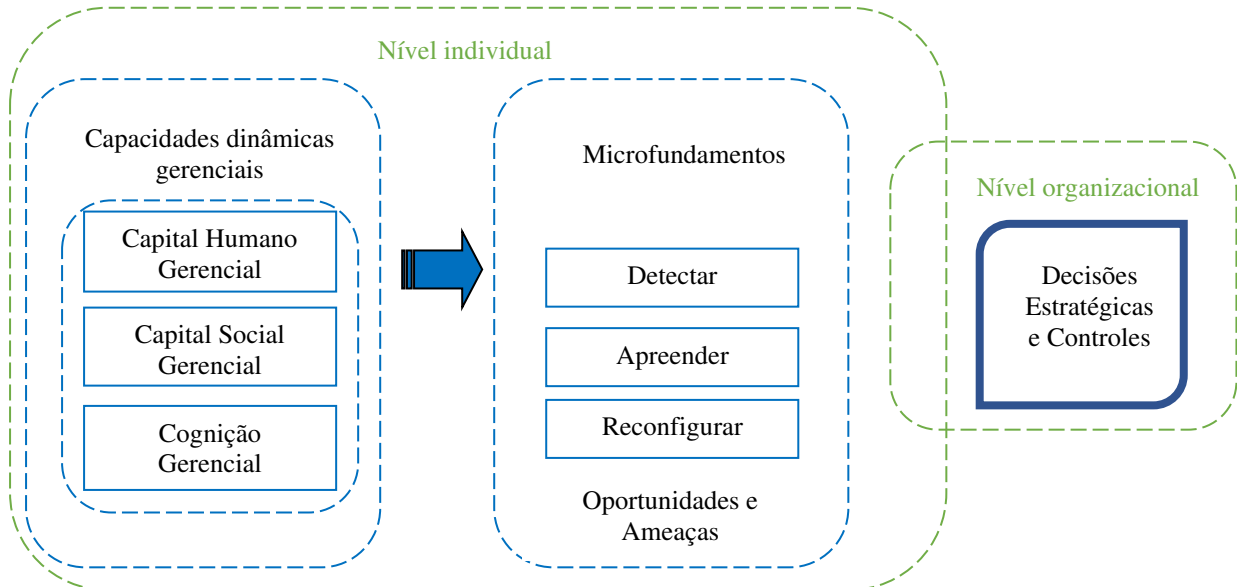 Nível individual
Capacidades dinâmicas
gerenciais
Capital Humano
Gerencial
Capital Social
Gerencial
Cognição
Gerencial
Microfundamentos
Detectar
Apreender
Reconfigurar
Oportunidades e
Ameaças
Nível organizacional
Decisões
Estratégicas
e Controles